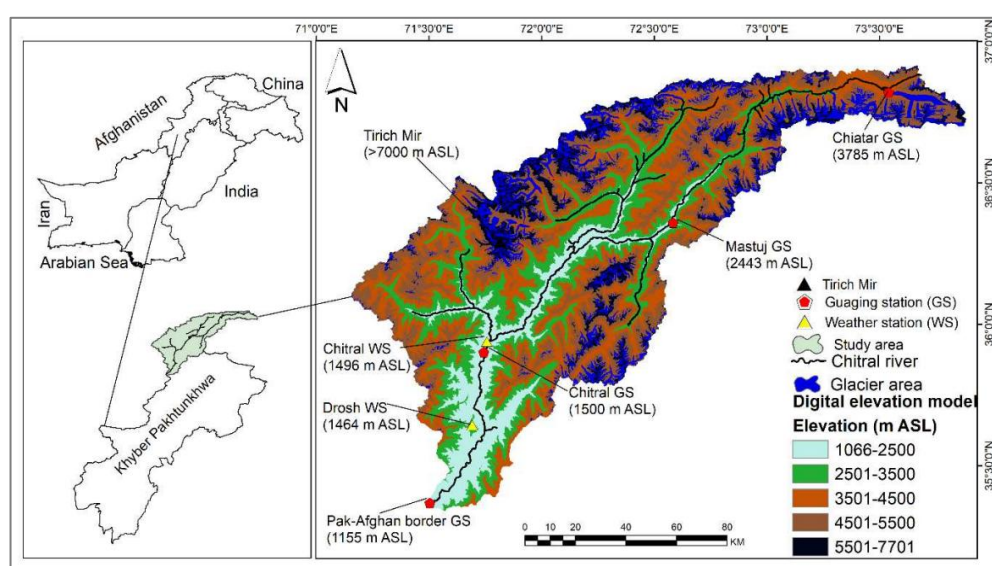 71°0'0"E
71°30'0"E
72°0'0"E
72°30'0"E
73°0'0"E
73°30'0"E
37°0'0"N
36°30'0"N
36°0'0"N
35°30'0"N
China
Afghanistan
India
Iran
Arabian Sea
Khyber Pakhtunkhwa
N
Tirich Mir
(>7000 m ASL)
Chiatar GS
(3785 m ASL)
Mastuj GS
(2443 m ASL)
Chitral WS
(1496 m ASL)
Chitral GS
(1500 m ASL)
Drosh WS
(1464 m ASL)
Pak-Afghan border GS
(1155 m ASL)
Tirich Mir
Guaging station (GS)
Weather station (WS)
Study area
Chitral river
Glacier area
Digital elevation model
Elevation (m ASL)
1066-2500
2501-3500
3501-4500
4501-5500
5501-7701
0 10 20 40 60 80
KM